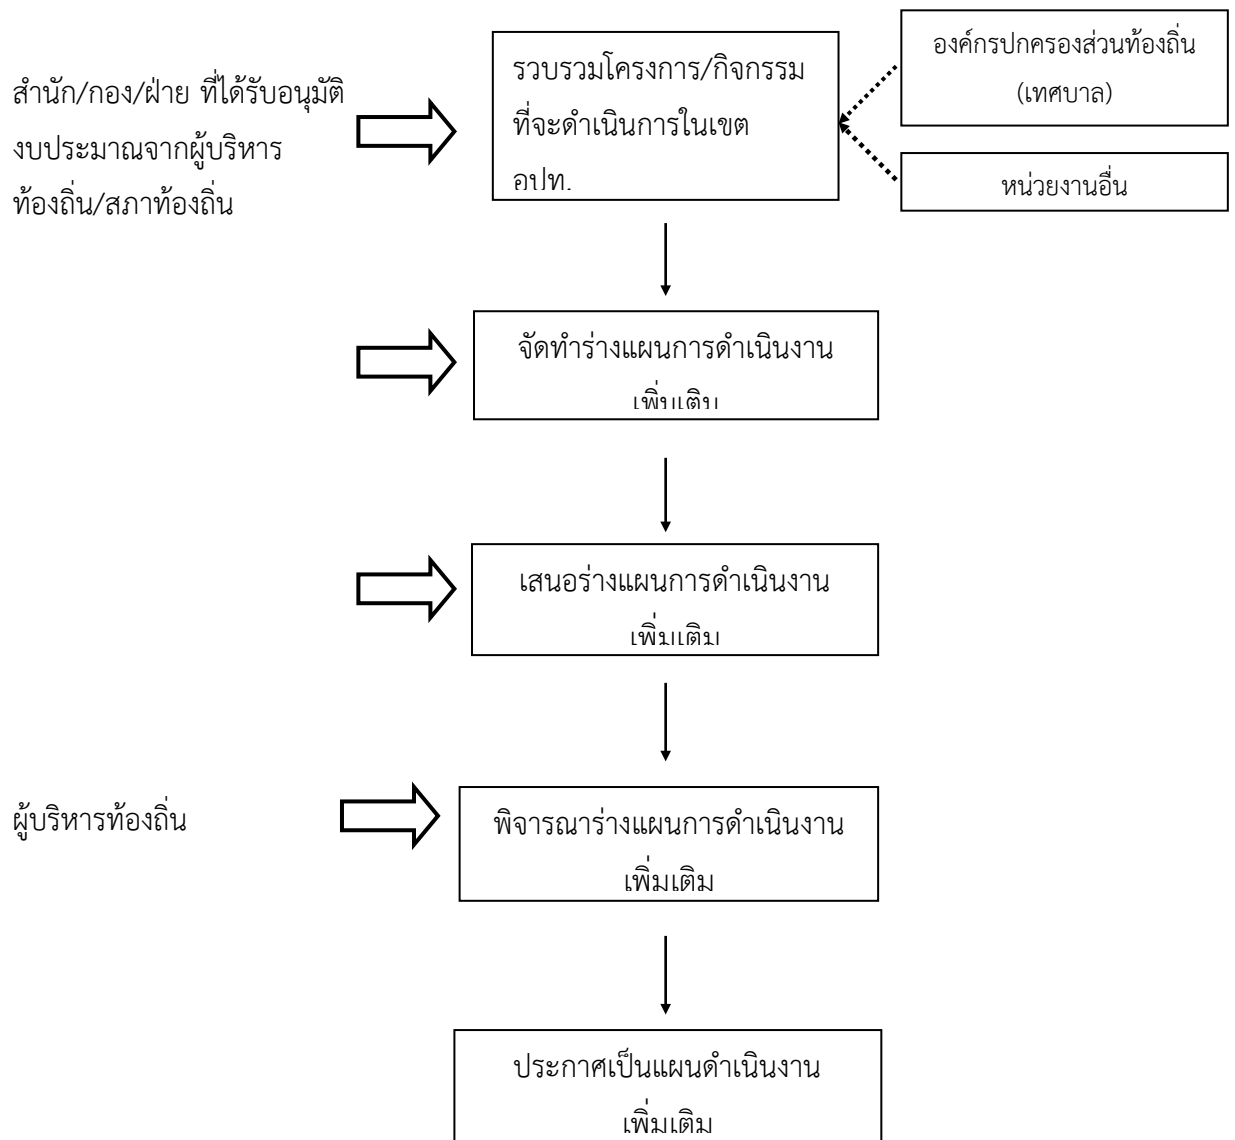 สำนัก/กอง/ฝ่าย ที่ได้รับอนุมัติ
งบประมาณจากผู้บริหาร
ท้องถิ่น/สภาท้องถิ่น
รวบรวมโครงการ/กิจกรรม
ที่จะดำเนินการในเขต
อปท.
องค์กรปกครองส่วนท้องถิ่น
(เทศบาล)
หน่วยงานอื่น
จัดทำร่างแผนการดำเนินงาน
เพิ่มเติม
เสนอร่างแผนการดำเนินงาน
เพิ่มเติม
ผู้บริหารท้องถิ่น
พิจารณาร่างแผนการดำเนินงาน
เพิ่มเติม
ประกาศเป็นแผนดำเนินงาน
เพิ่มเติม